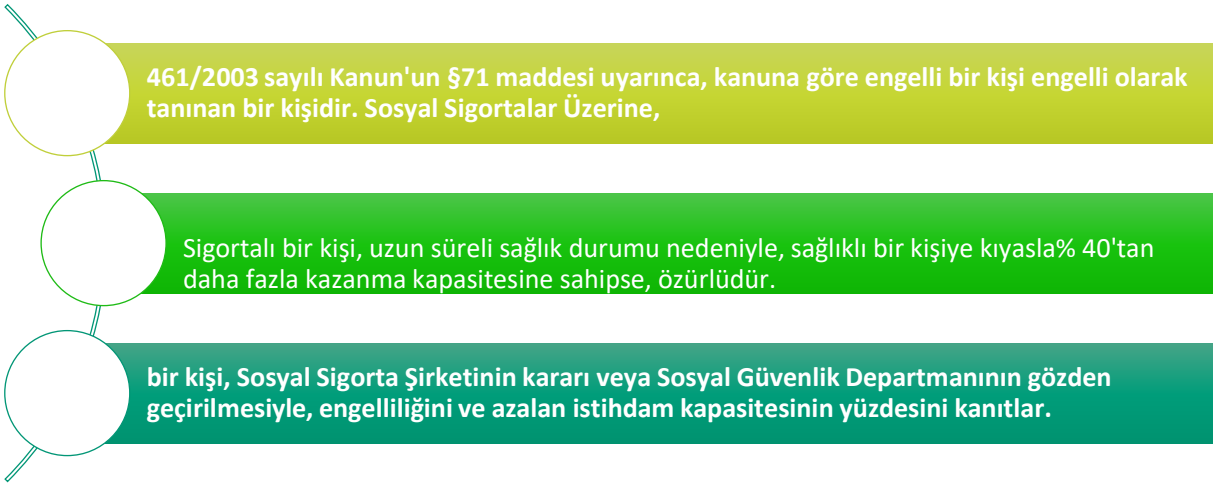 461/2003 sayılı Kanun'un §71 maddesi uyarınca, kanuna göre engelli bir kişi engelli olarak
tanınan bir kişidir. Sosyal Sigortalar Üzerine,
Sigortalı bir kişi, uzun süreli sağlık durumu nedeniyle, sağlıklı bir kişiye kıyasla% 40'tan
daha fazla kazanma kapasitesine sahipse, özürlüdür.
bir kişi, Sosyal Sigorta Şirketinin kararı veya Sosyal Güvenlik Departmanının gözden
geçirilmesiyle, engelliliğini ve azalan istihdam kapasitesinin yüzdesini kanıtlar.